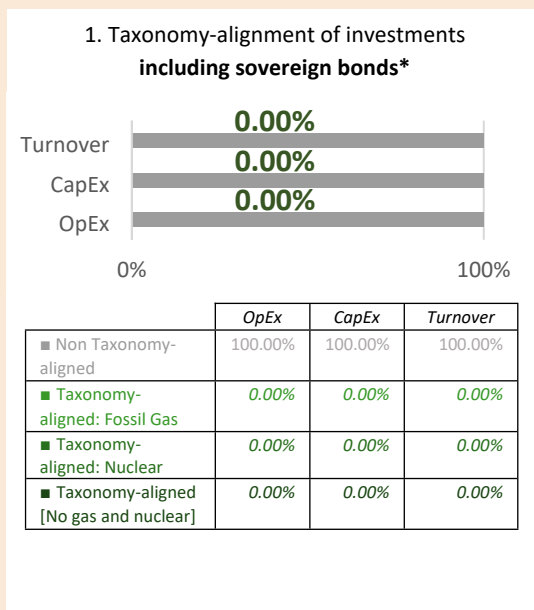 1. Taxonomy-alignment of investments
including sovereign bonds*
0.00%
Turnover
0.00%
CapEx
0.00%
OpEx
0% 100%
OpEx CapEx Turnover
■ Non Taxonomy- 100.00% 100.00% 100.00%
aligned
■ Taxonomy- 0.00% 0.00% 0.00%
aligned: Fossil Gas
■ Taxonomy- 0.00% 0.00% 0.00%
aligned: Nuclear
■ Taxonomy-aligned 0.00% 0.00% 0.00%
[No gas and nuclear]